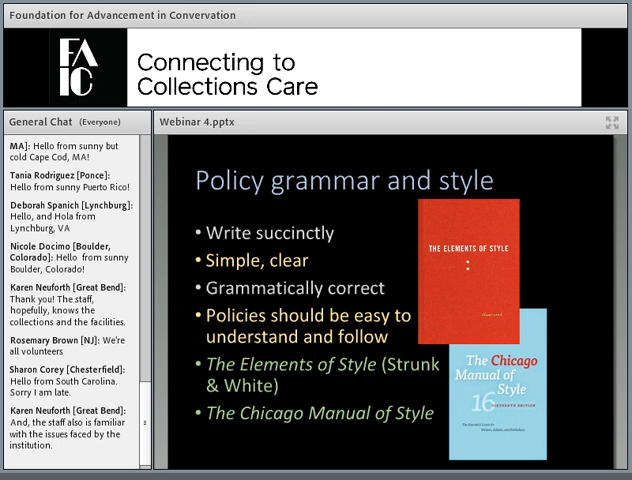 Foundation for Advancement in Convervation
FA
IC
Connecting to
Collections Care
General Chat (Everyone)
MA]: Hello from sunny but
cold Cape Cod, MA!
Tania Rodriguez [Ponce]:
Hello from sunny Puerto Rico!
Deborah Spanich [Lynchburg]:
Hello, and Hola from
Lynchburg, VA
Nicole Docimo [Boulder,
Colorado]: Hello from sunny
Boulder, Colorado!
Karen Neuforth [Great Bend]:
Thank you! The staff,
hopefully, knows the
collections and the facilities.
Rosemary Brown [NJ]: We're
all volunteers
Sharon Corey [Chesterfield]:
Hello from South Carolina.
Sorry I am late.
Karen Neuforth [Great Bend]:
And, the staff also is familiar
with the issues faced by the
institution.
Webinar 4.pptx
Policy grammar and style
• Write succinctly
• Simple, clear
• Grammatically correct
• Policies should be easy to
understand and follow
• The Elements of Style (Strunk
& White)
• The Chicago Manual of Style
THE ELEMENTS OF STYLE
The Chicago
Manual of
Style
16 SIXTEENTH EDITION